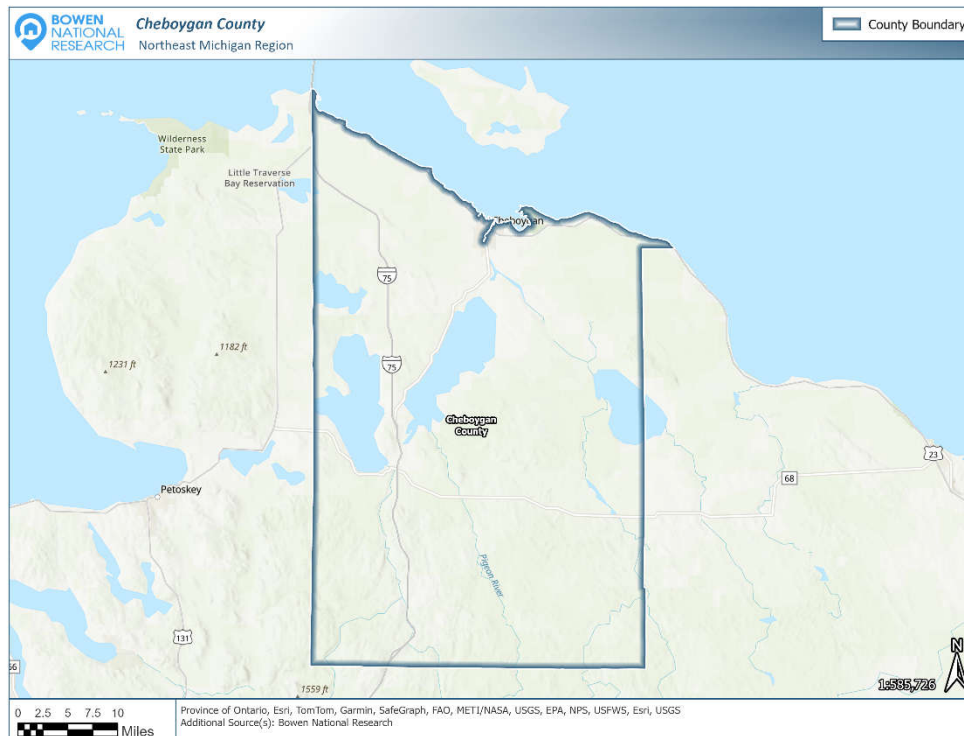 BOWEN
NATIONAL
RESEARCH
Cheboygan County
Northeast Michigan Region
County Boundary
Wilderness
State Park
Little Traverse
Bay Reservation
Cheboygan
75
1182 ft
1231 ft
75
Cheboygan
County
23
68
Petoskey
Pigeon River
131
66
N
1:585,726
1559 ft
0 2.5 5 7.5 10
Miles
Province of Ontario, Esri, TomTom, Garmin, SafeGraph, FAO, METI/NASA, USGS, EPA, NPS, USFWS, Esri, USGS
Additional Source(s): Bowen National Research